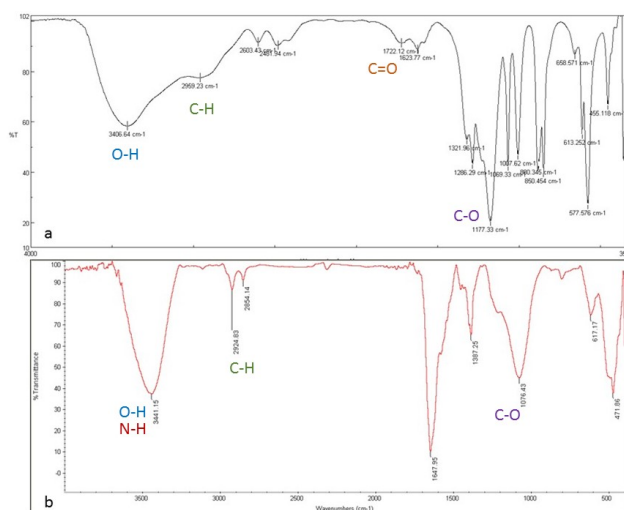 102
80
%T
60
40
20
10
3406.64 cm-1
2959.23 cm-1
2603.43 cm-1
2481.94 cm-1
1722.12 cm-1
1623.77 cm-1
1321.96 cm-1
1286.29 cm-1
1177.33 cm-1
1069.33 cm-1
1007.62 cm-1
880.345 cm-1
850.454 cm-1
658.571 cm-1
613.252 cm-1
577.576 cm-1
455.118 cm-1
O-H
C-H
C=O
C-O
a
4000
100
90
80
70
60
50
40
30
20
10
-0
%Transmittance
3441.15
2924.83
2854.14
1647.95
1387.25
1076.43
617.17
471.86
O-H
N-H
C-H
C-O
b
3500
3000
2500
2000
1500
1000
500
Wavenumbers (cm-1)